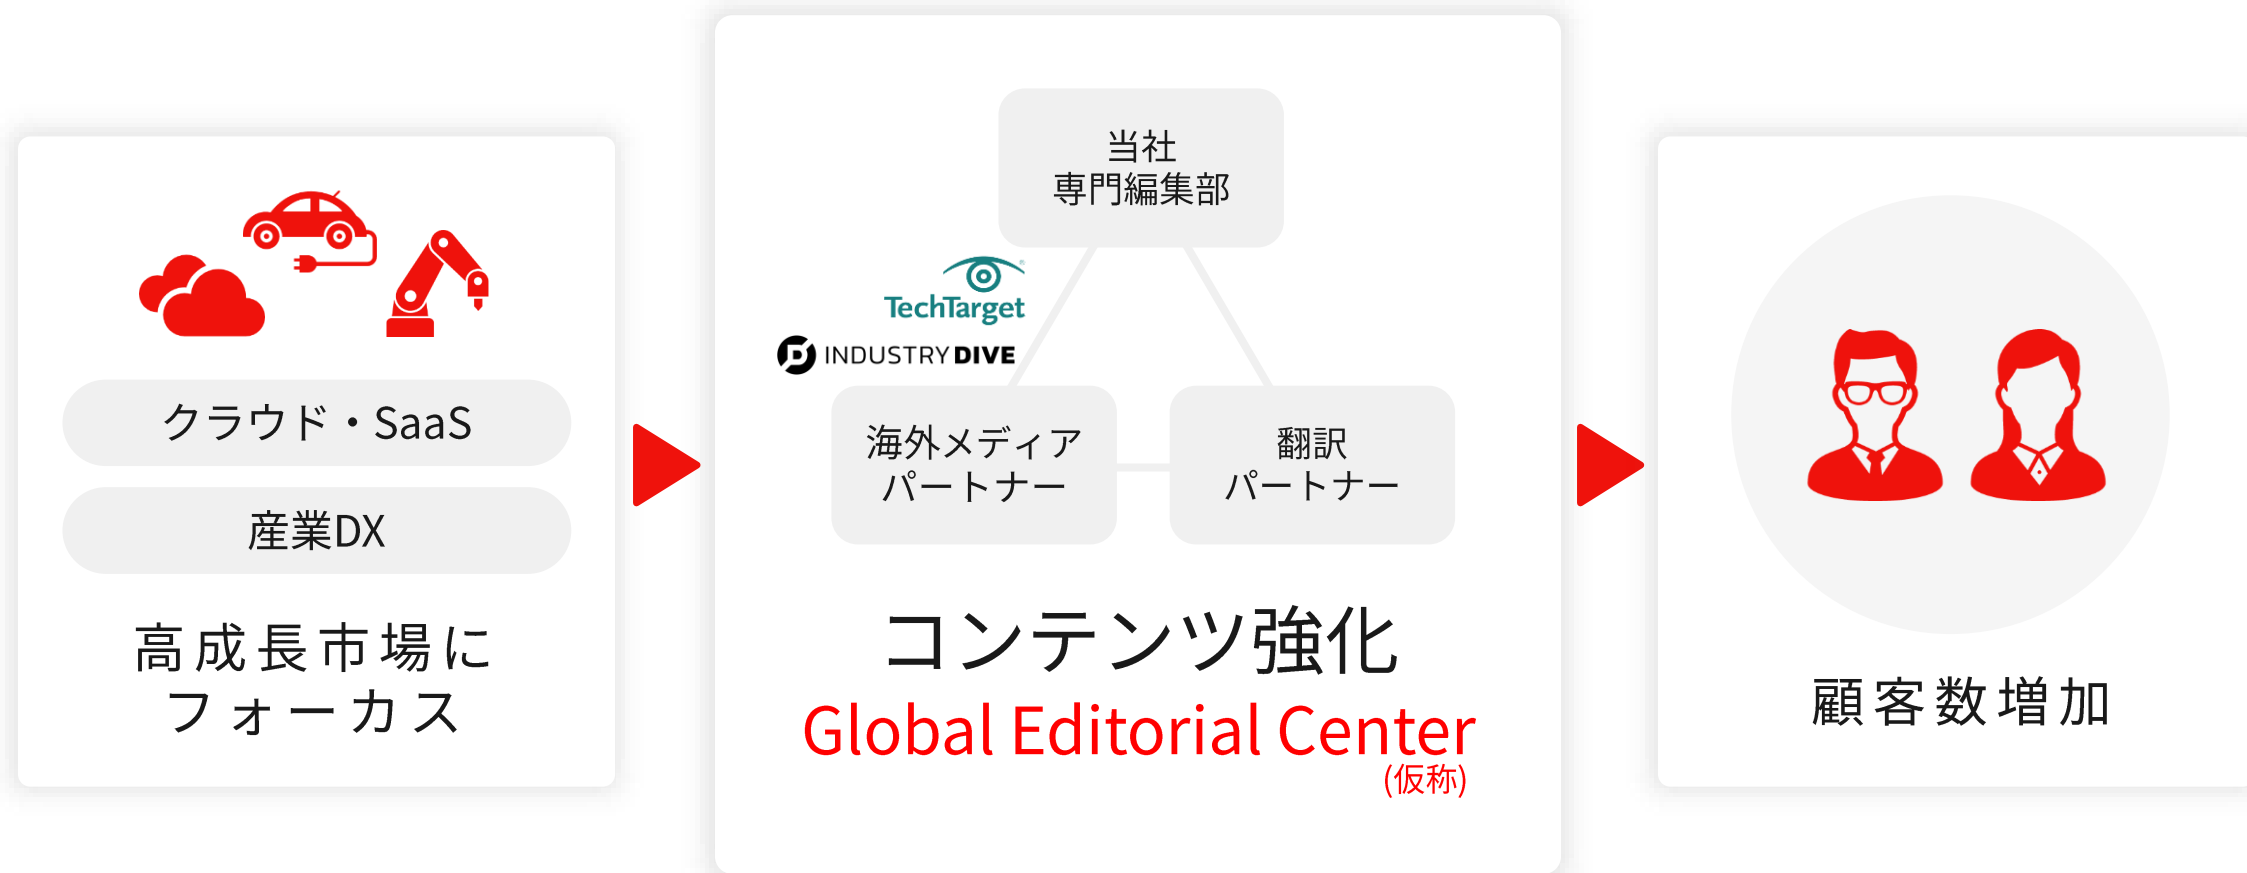 クラウド・SaaS
産業DX
高成長市場に
フォーカス
当社
専門編集部
TechTarget
INDUSTRY DIVE
海外メディア
パートナー
翻訳
パートナー
コンテンツ強化
Global Editorial Center
(仮称)
顧客数増加